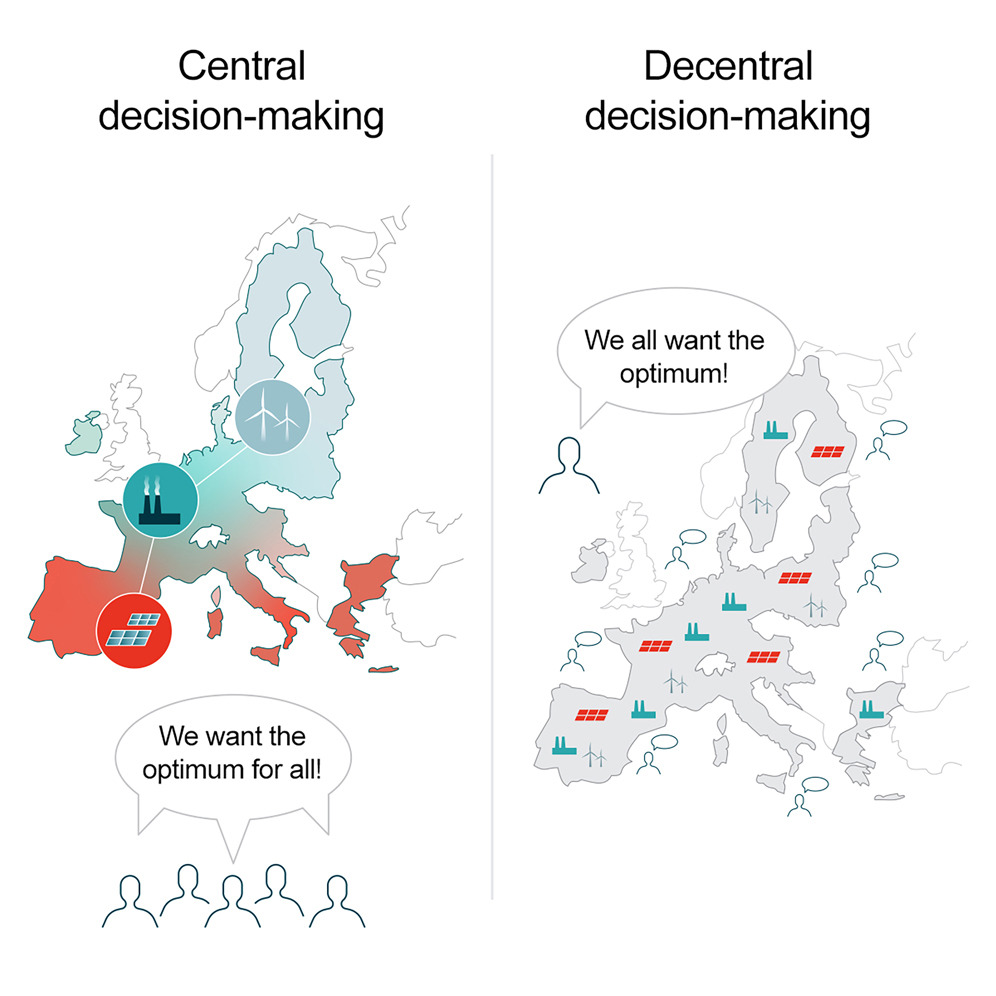 Central
decision-making
We want the
optimum for all!
Decentral
decision-making
We all want the
optimum!